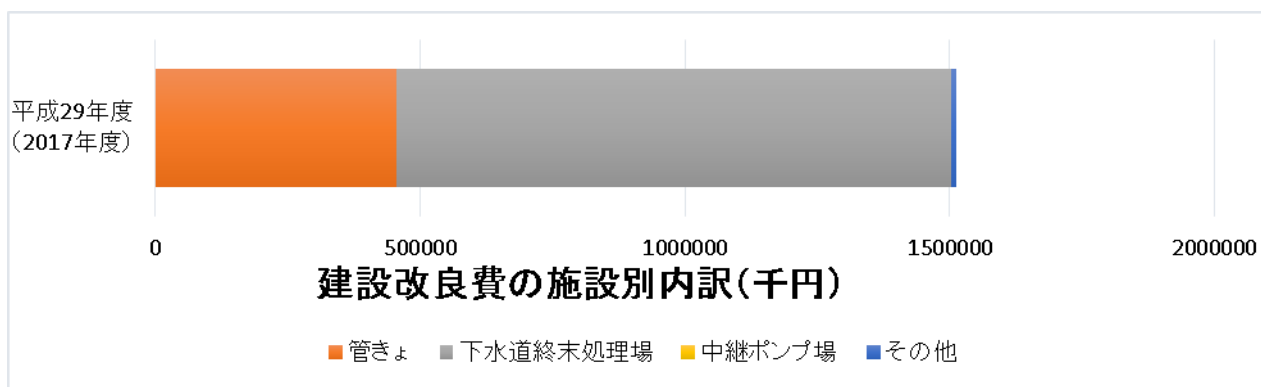 平成29年度
（2017年度）
0 500000 1000000 1500000 2000000
建設改良費の施設別内訳（千円）
管きょ 下水道終末処理場 中継ポンプ場 その他